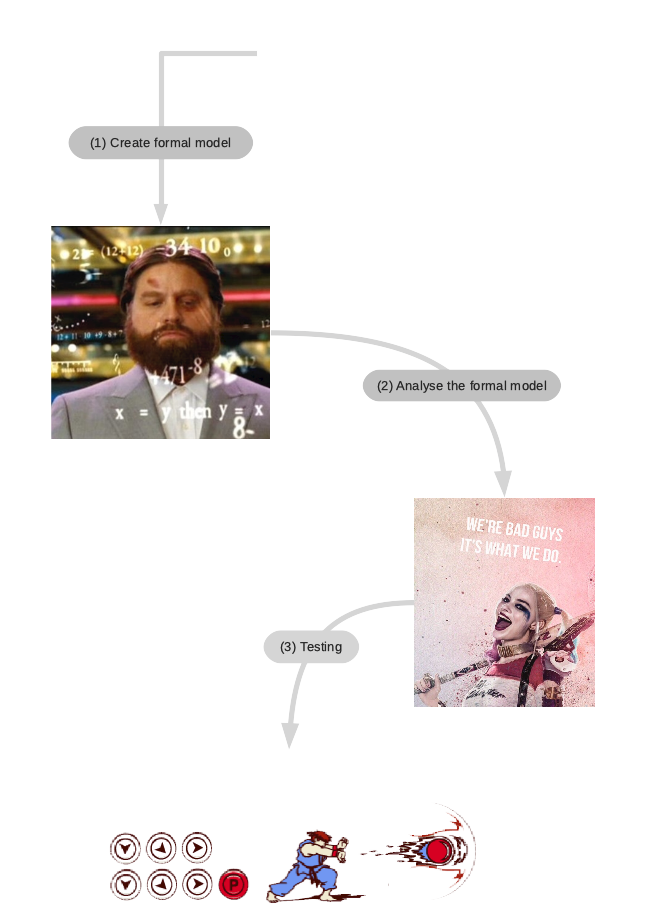 (1) Create formal model
(12+12)
34 10 0
+471-8
x = y then y = x
8-
(2) Analyse the formal model
WE'RE BAD GUYS
IT'S WHAT WE DO.
(3) Testing
P